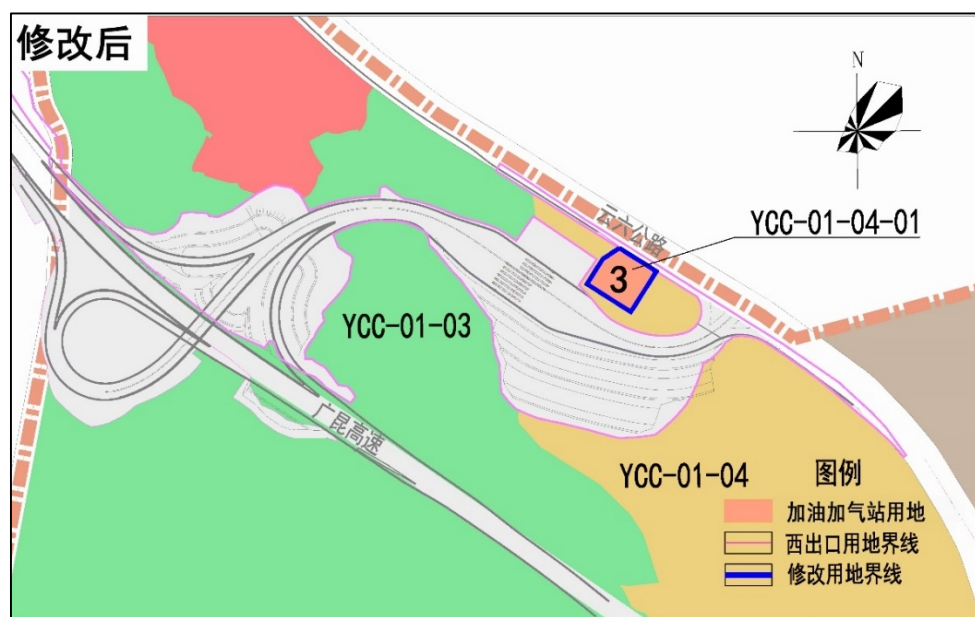 修改后
N
云六公路
YCC-01-04-01
3
YCC-01-03
广昆高速
YCC-01-04
图例
加油加气站用地
西出口用地界线
修改用地界线